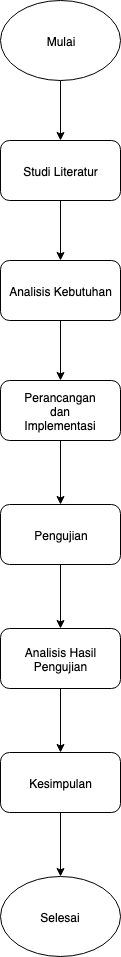 Mulai
Studi Literatur
Analisis Kebutuhan
Perancangan
dan
Implementasi
Pengujian
Analisis Hasil
Pengujian
Kesimpulan
Selesai